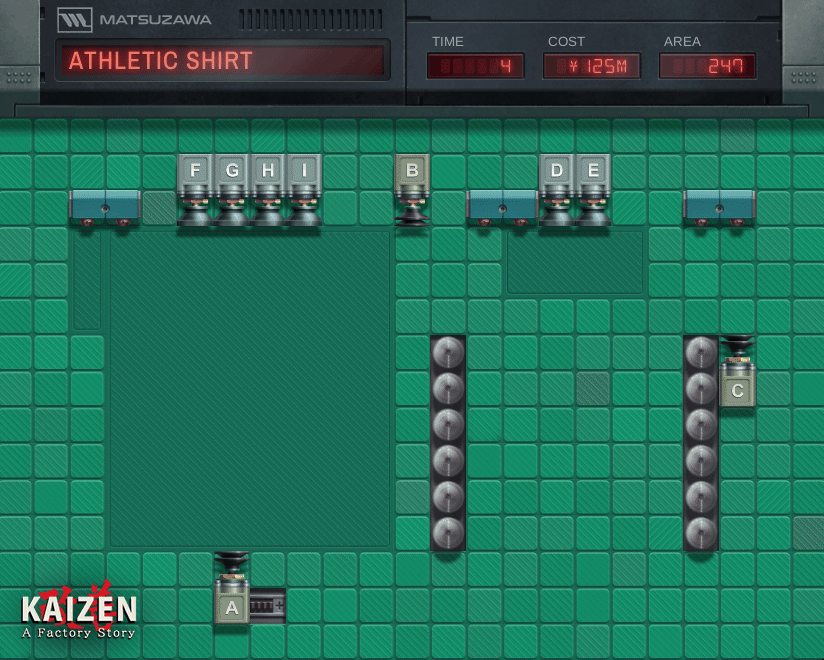 MATSUZAWA
ATHLETIC SHIRT
TIME COST AREA
4 ¥ 125M 247
F G H I B D E
C
A
KAIZEN
A Factory Story